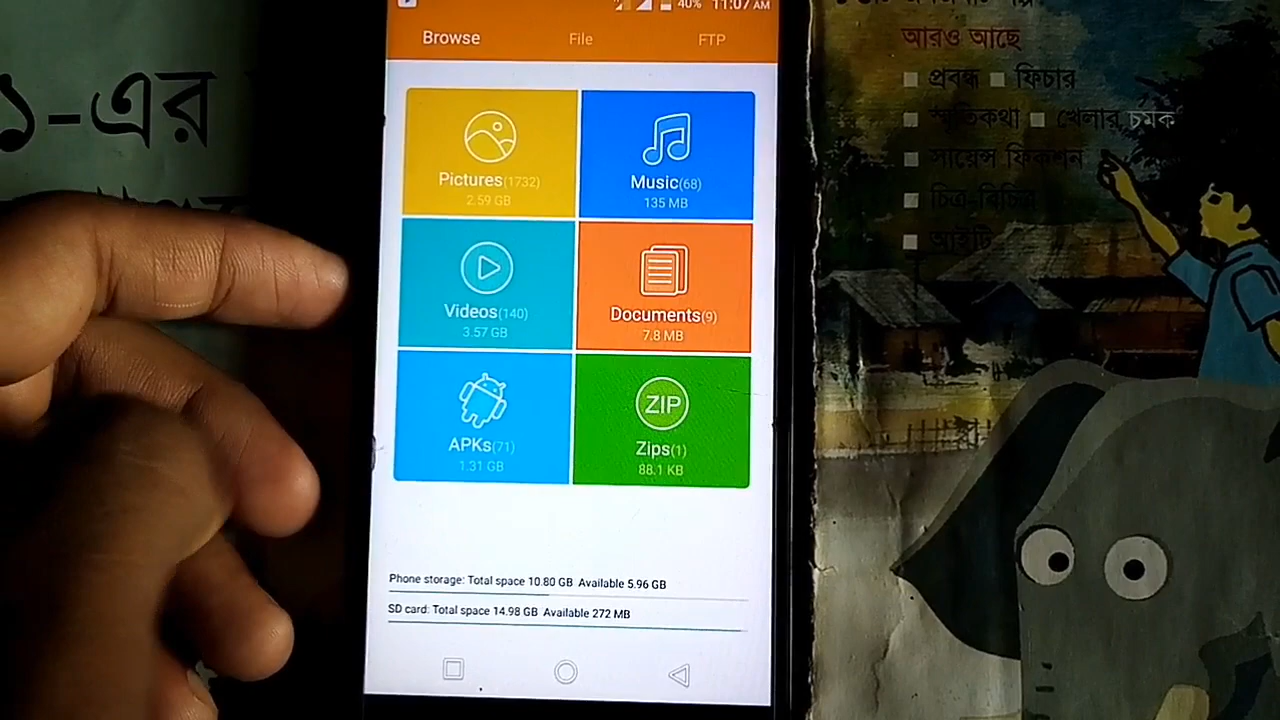 40% 11:07 AM
Browse File FTP
Pictures(1732)
2.59 GB
Music(68)
135 MB
Videos(140)
3.57 GB
Documents(9)
7.8 MB
APKs(71)
1.31 GB
ZIP
Zips(1)
88.1 KB
Phone storage: Total space 10.80 GB Available 5.96 GB
SD card: Total space 14.98 GB Available 272 MB
১-এর
আরও আছে
প্রবন্ধ ফিচার
স্মৃতিকথা খেলার চমক
সায়েন্স ফিকশন
চিত্র-বিচিত্র
আইটি